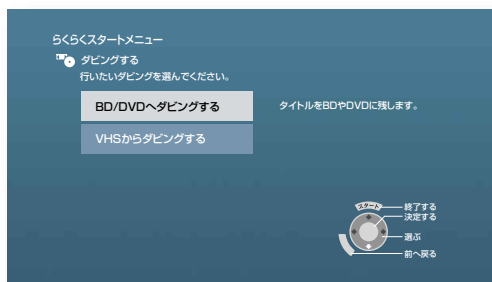 らくらくスタートメニュー
ダビングする
行いたいダビングを選んでください。
BD/DVDへダビングする
タイトルをBDやDVDに残します。
VHSからダビングする
スタート
終了する
決定する
選ぶ
前へ戻る